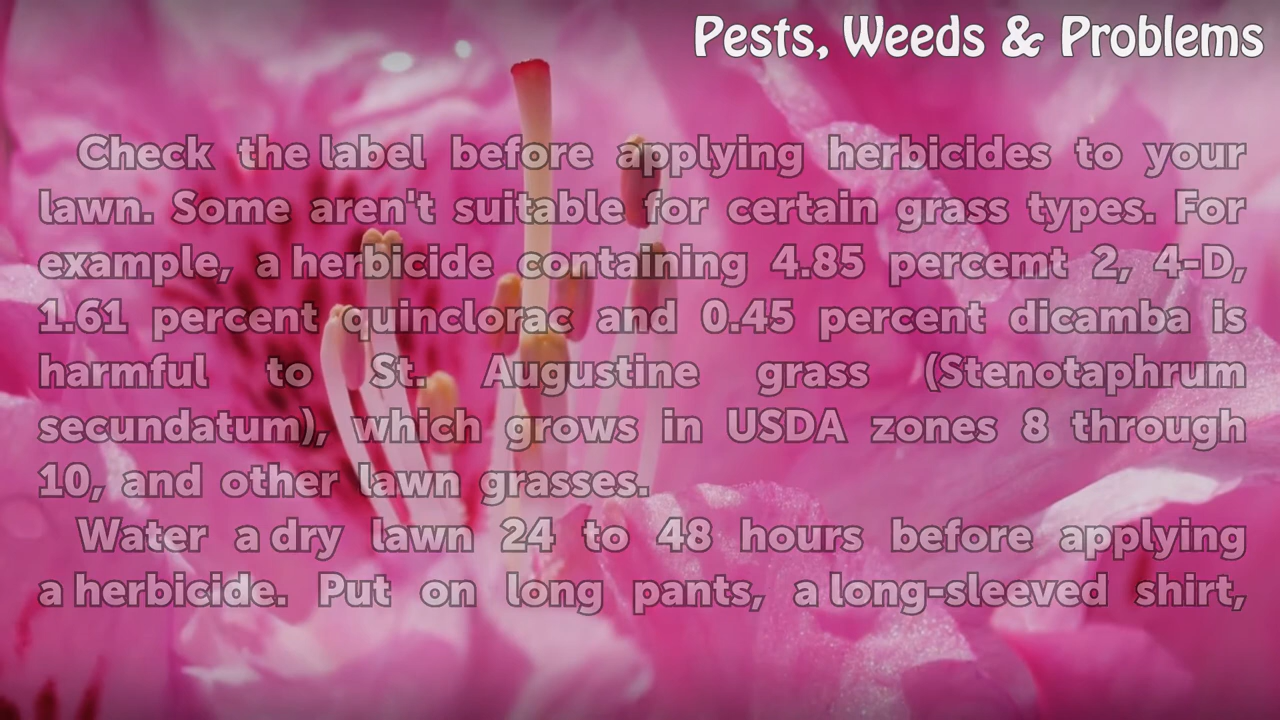 Pests, Weeds & Problems
Check the label before applying herbicides to your
lawn. Some aren't suitable for certain grass types. For
example, a herbicide containing 4.85 percemt 2, 4-D,
1.61 percent quinclorac and 0.45 percent dicamba is
harmful to St. Augustine grass (Stenotaphrum
secundatum), which grows in USDA zones 8 through
10, and other lawn grasses.
Water a dry lawn 24 to 48 hours before applying
a herbicide. Put on long pants, a long-sleeved shirt,